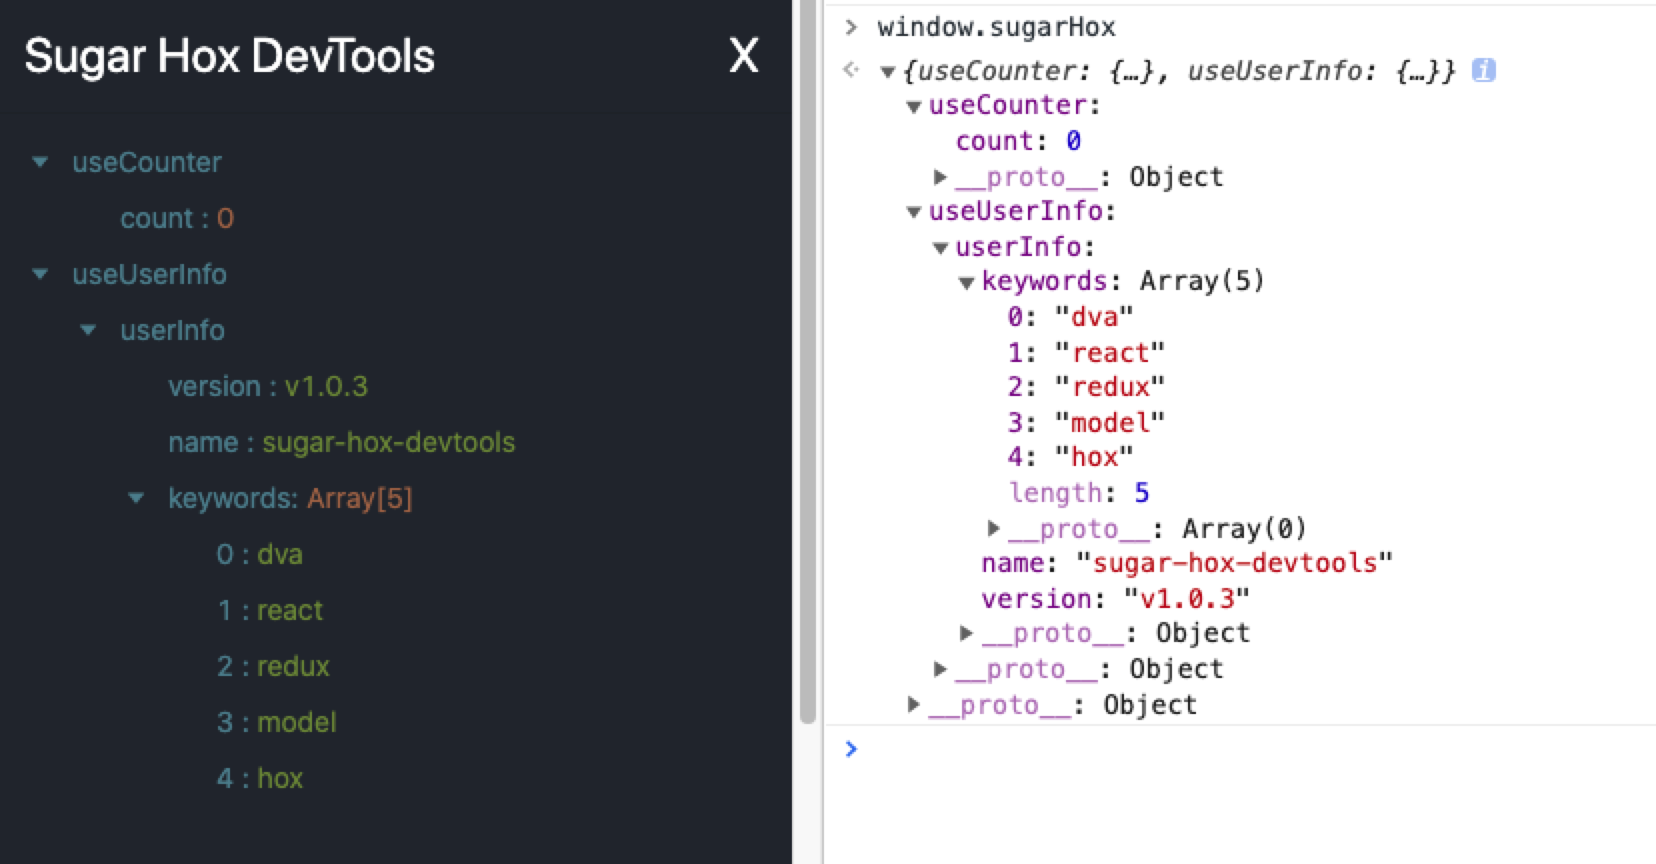 Sugar Hox DevTools X
useCounter
count : 0
useUserInfo
userInfo
version : v1.0.3
name : sugar-hox-devtools
keywords: Array[5]
0 : dva
1 : react
2 : redux
3 : model
4 : hox
window.sugarHox
{useCounter: {…}, useUserInfo: {…}} i
useCounter:
count: 0
__proto__: Object
useUserInfo:
userInfo:
keywords: Array(5)
0: "dva"
1: "react"
2: "redux"
3: "model"
4: "hox"
length: 5
__proto__: Array(0)
name: "sugar-hox-devtools"
version: "v1.0.3"
__proto__: Object
__proto__: Object
__proto__: Object